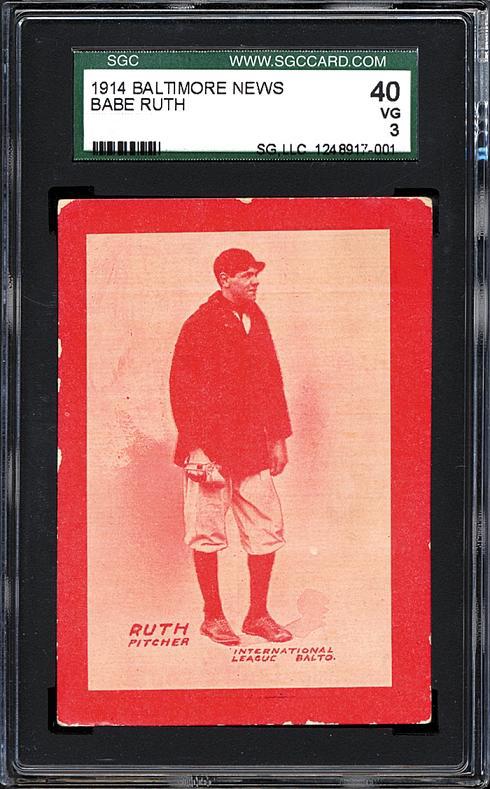 SGC WWW.SGCCARD.COM
1914 BALTIMORE NEWS 40
BABE RUTH VG
3
SG,LLC 1248917-001
RUTH
PITCHER
INTERNATIONAL
LEAGUE BALTO.